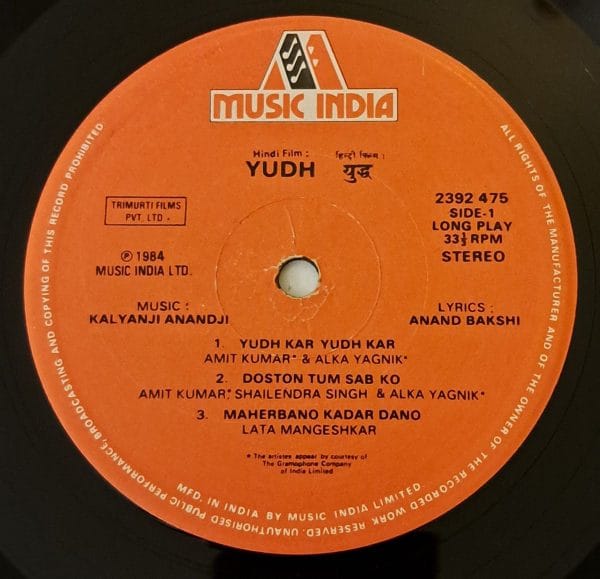 MUSIC INDIA
Hindi Film : हिन्दी फिल्म :
YUDH युद्ध
TRIMURTI FILMS
PVT. LTD.
2392 475
SIDE-1
LONG PLAY
33⅓ RPM
STEREO
℗ 1984
MUSIC INDIA LTD.
MUSIC :
KALYANJI ANANDJI
LYRICS :
ANAND BAKSHI
1. YUDH KAR YUDH KAR
AMIT KUMAR* & ALKA YAGNIK*
2. DOSTON TUM SAB KO
AMIT KUMAR,* SHAILENDRA SINGH & ALKA YAGNIK*
3. MAHERBANO KADAR DANO
LATA MANGESHKAR
* The artistes appear by courtesy of
The Gramophone Company
of India Limited
MFD. IN INDIA BY MUSIC INDIA LIMITED.
ALL RIGHTS OF THE MANUFACTURER AND OF THE OWNER OF THE RECORDED WORK RESERVED. UNAUTHORISED PUBLIC PERFORMANCE, BROADCASTING AND COPYING OF THIS RECORD PROHIBITED